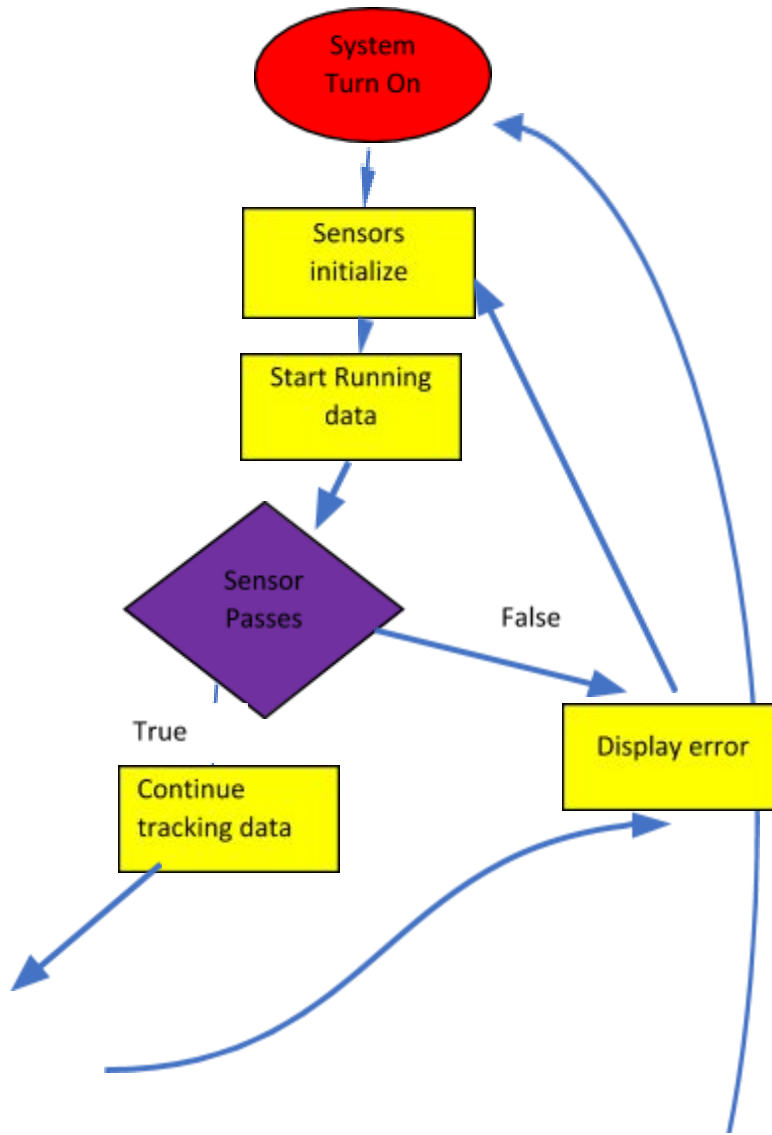 System
Turn On
Sensors
initialize
Start Running
data
Sensor
Passes
False
True
Display error
Continue
tracking data